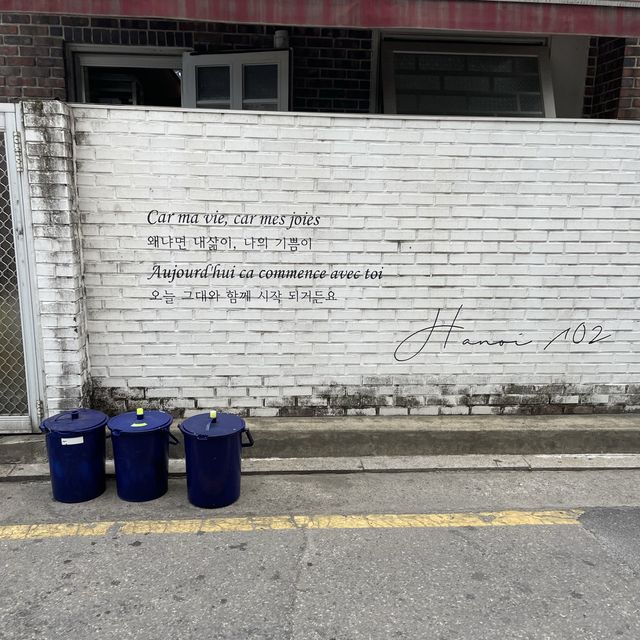 Car ma vie, car mes joies
왜냐면 내삶이, 나의 기쁨이
Aujourd'hui ca commence avec toi
오늘 그대와 함께 시작 되거든요
Hanoi 102